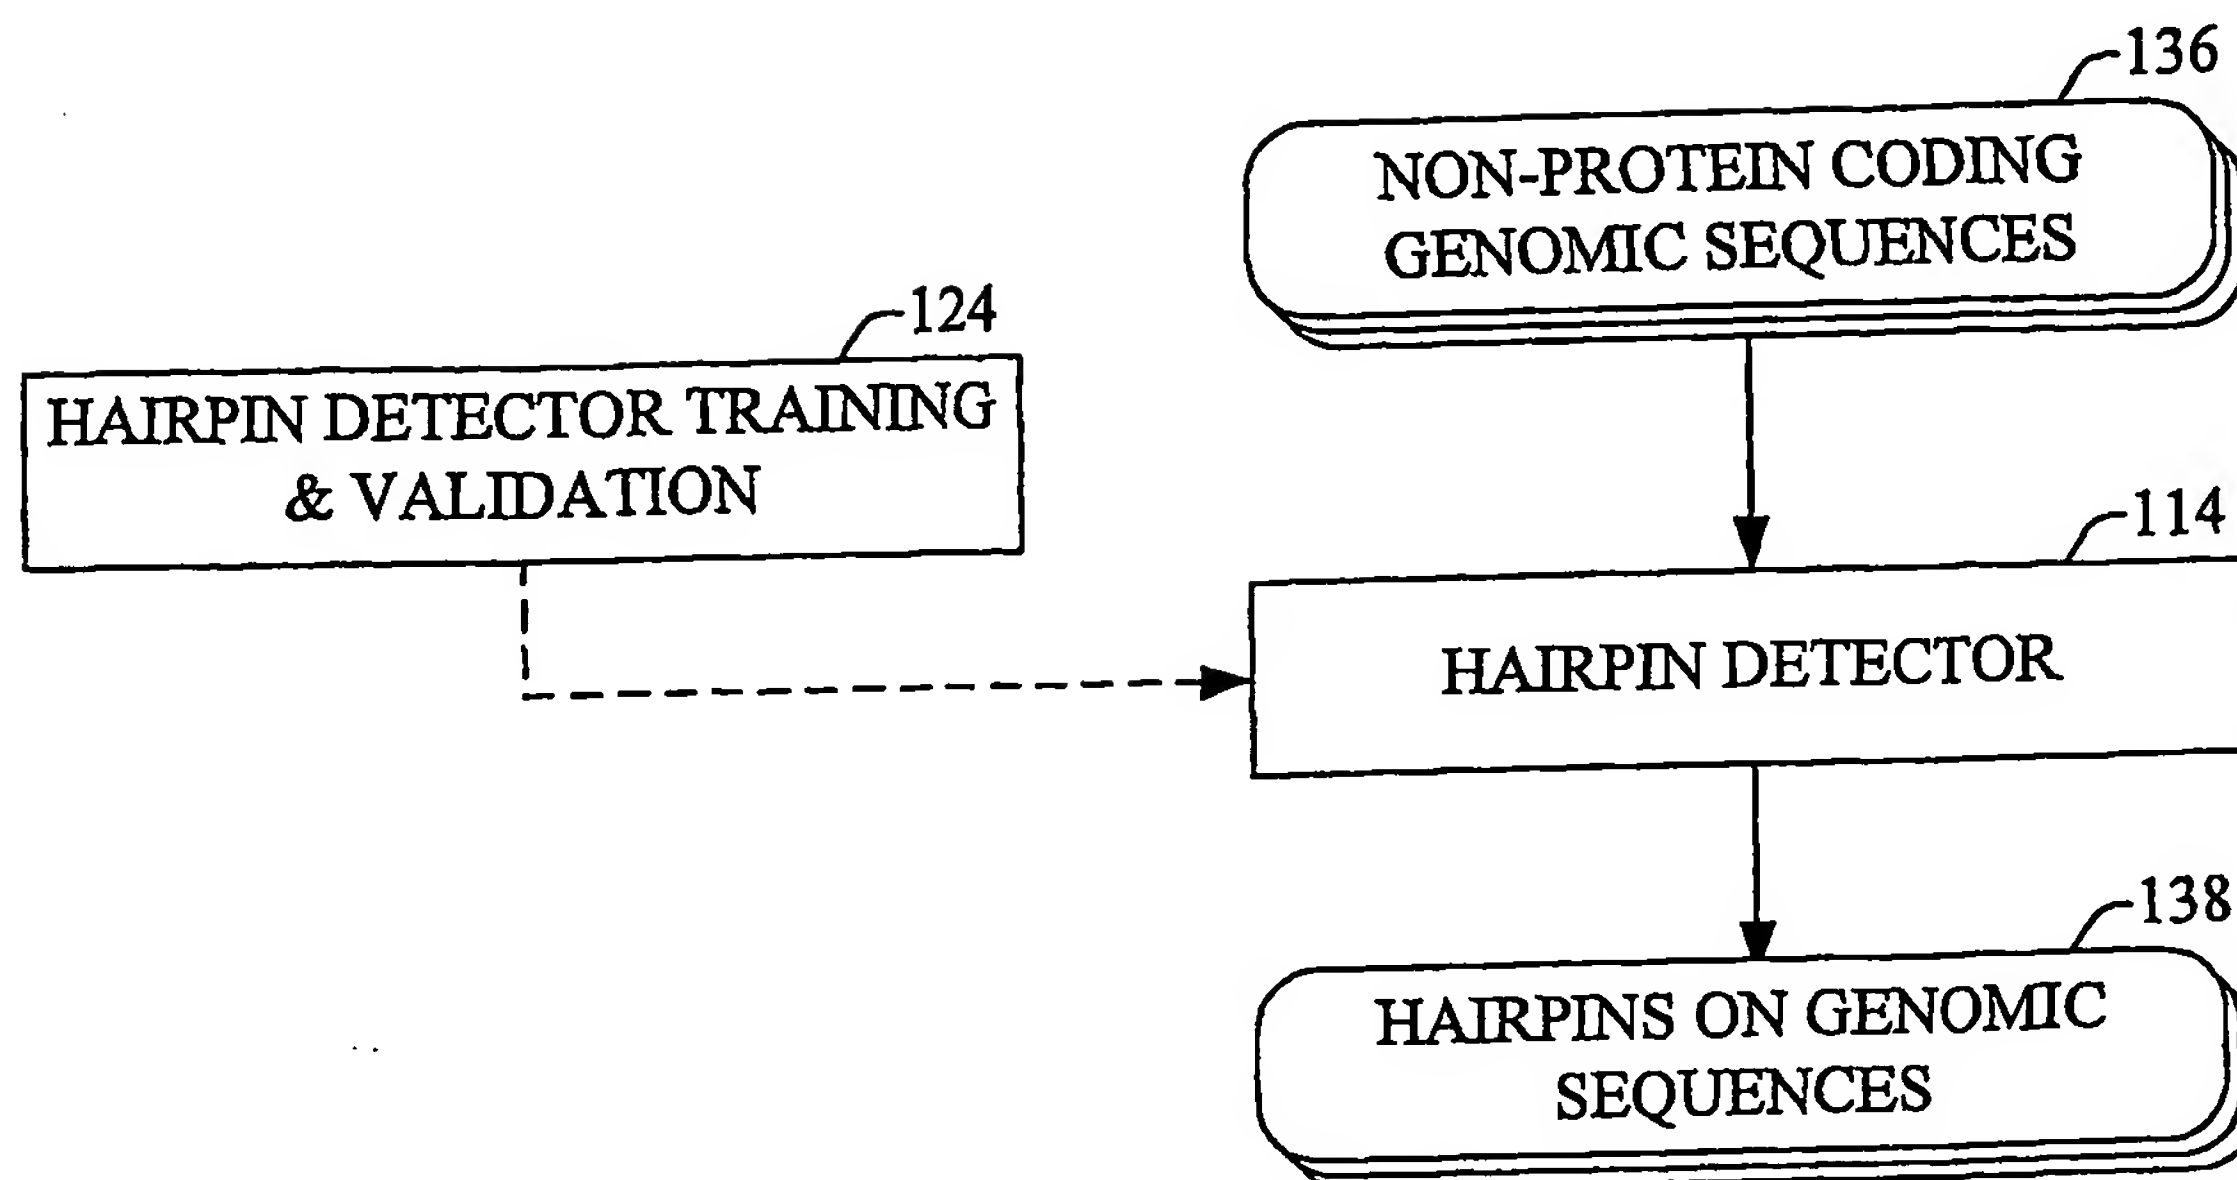 136
NON-PROTEIN CODING
GENOMIC SEQUENCES
124
HAIRPIN DETECTOR TRAINING
& VALIDATION
114
HAIRPIN DETECTOR
138
HAIRPINS ON GENOMIC
SEQUENCES